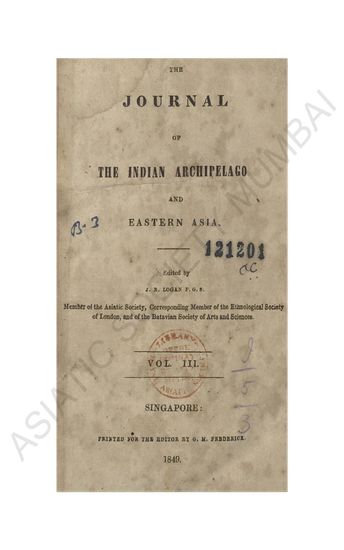 THE
JOURNAL
OF
THE INDIAN ARCHIPELAGO
AND
EASTERN ASIA.
B-3
121201
Edited by
J. R. LOGAN F. G. S.
Member of the Asiatic Society, Corresponding Member of the Ethnological Society
of London, and of the Batavian Society of Arts and Sciences.
VOL. III.
SINGAPORE:
PRINTED FOR THE EDITOR BY G. M. FREDERICK.
1849.
ASIATIC SOCIETY OF MUMBAI